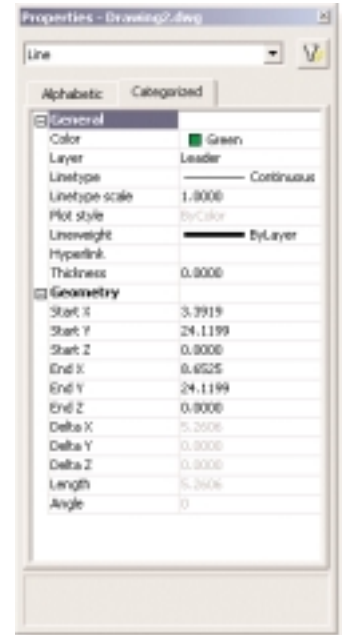 Properties - Drawing2.dwg
Line
Alphabetic Categorized
General
Color Green
Layer Leader
Linetype Continuous
Linetype scale 1.0000
Plot style ByColor
Lineweight ByLayer
Hyperlink
Thickness 0.0000
Geometry
Start X 3.3919
Start Y 24.1199
Start Z 0.0000
End X 8.6525
End Y 24.1199
End Z 0.0000
Delta X 5.2606
Delta Y 0.0000
Delta Z 0.0000
Length 5.2606
Angle 0